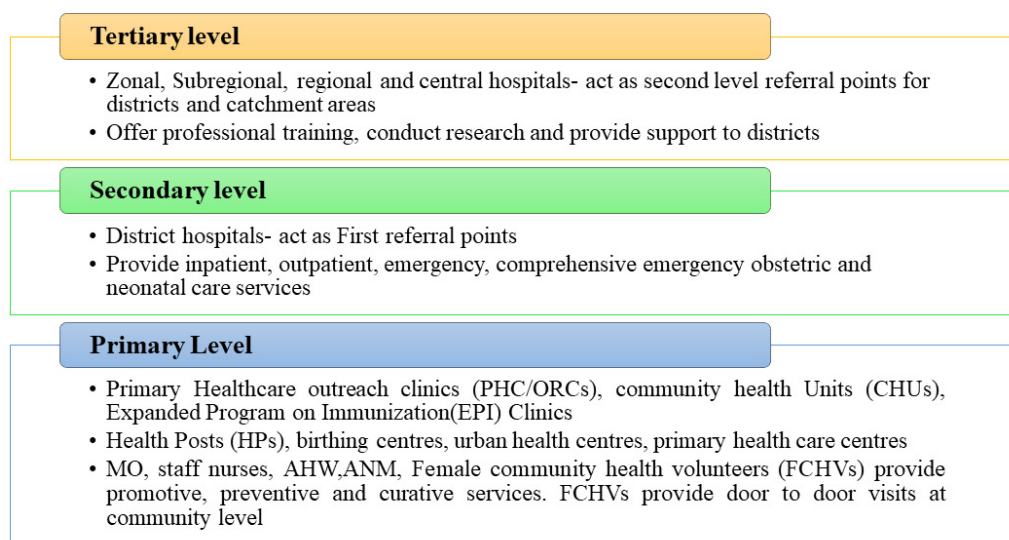 Tertiary level
• Zonal, Subregional, regional and central hospitals- act as second level referral points for
districts and catchment areas
• Offer professional training, conduct research and provide support to districts
Secondary level
• District hospitals- act as First referral points
• Provide inpatient, outpatient, emergency, comprehensive emergency obstetric and
neonatal care services
Primary Level
• Primary Healthcare outreach clinics (PHC/ORCs), community health Units (CHUs),
Expanded Program on Immunization(EPI) Clinics
• Health Posts (HPs), birthing centres, urban health centres, primary health care centres
• MO, staff nurses, AHW,ANM, Female community health volunteers (FCHVs) provide
promotive, preventive and curative services. FCHVs provide door to door visits at
community level